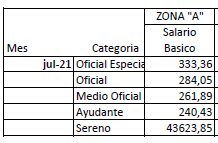 ZONA "A"
Salario
Mes Categoria Basico
jul-21 Oficial Especia 333,36
Oficial 284,05
Medio Oficial 261,89
Ayudante 240,43
Sereno 43623,85